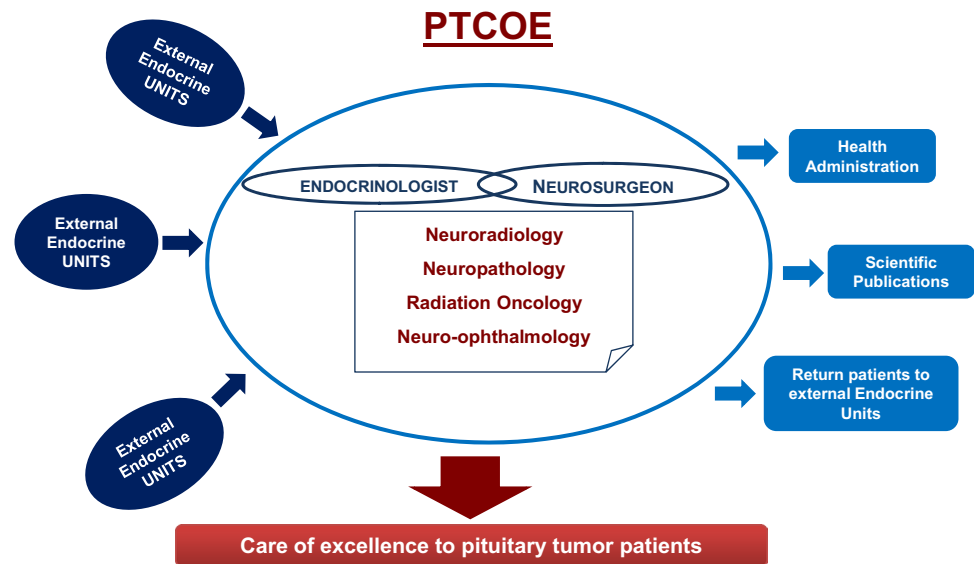 PTCOE
External
Endocrine
UNITS
External
Endocrine
UNITS
External
Endocrine
UNITS
ENDOCRINOLOGIST
NEUROSURGEON
Neuroradiology
Neuropathology
Radiation Oncology
Neuro-ophthalmology
Health
Administration
Scientific
Publications
Return patients to
external Endocrine
Units
Care of excellence to pituitary tumor patients